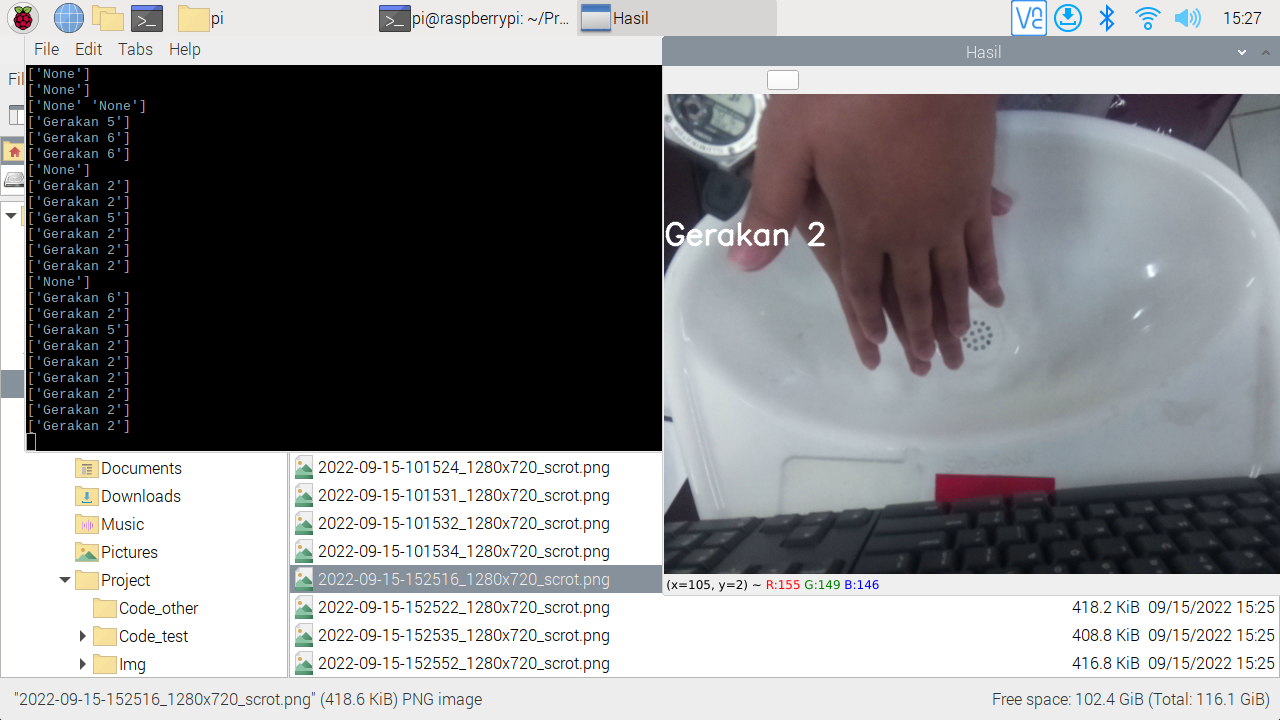 pi
pi@raspberrypi: ~/Pr...
Hasil
15:27
File Edit Tabs Help
Hasil
Fil
['None']
['None']
['None' 'None']
['Gerakan 5']
['Gerakan 6']
['Gerakan 6']
['None']
['Gerakan 2']
['Gerakan 2']
['Gerakan 5']
['Gerakan 2']
['Gerakan 2']
['Gerakan 2']
['None']
['Gerakan 6']
['Gerakan 2']
['Gerakan 5']
['Gerakan 2']
['Gerakan 2']
['Gerakan 2']
['Gerakan 2']
['Gerakan 2']
['Gerakan 2']
Gerakan 2
(x=105, y=2) ~ R:155 G:149 B:146
Documents
Downloads
Music
Pictures
Project
Code_other
Code_test
Img
2022-09-15-101524_1280x720_scrot.png
2022-09-15-101531_1280x720_scrot.png
2022-09-15-101532_1280x720_scrot.png
2022-09-15-101534_1280x720_scrot.png
2022-09-15-152516_1280x720_scrot.png
2022-09-15-152522_1280x720_scrot.png 418.2 KiB 09/15/2022 15:25
2022-09-15-152535_1280x720_scrot.png 408.8 KiB 09/15/2022 15:25
2022-09-15-152552_1280x720_scrot.png 416.8 KiB 09/15/2022 15:25
"2022-09-15-152516_1280x720_scrot.png" (418.6 KiB) PNG image
Free space: 102.4 GiB (Total: 116.1 GiB)